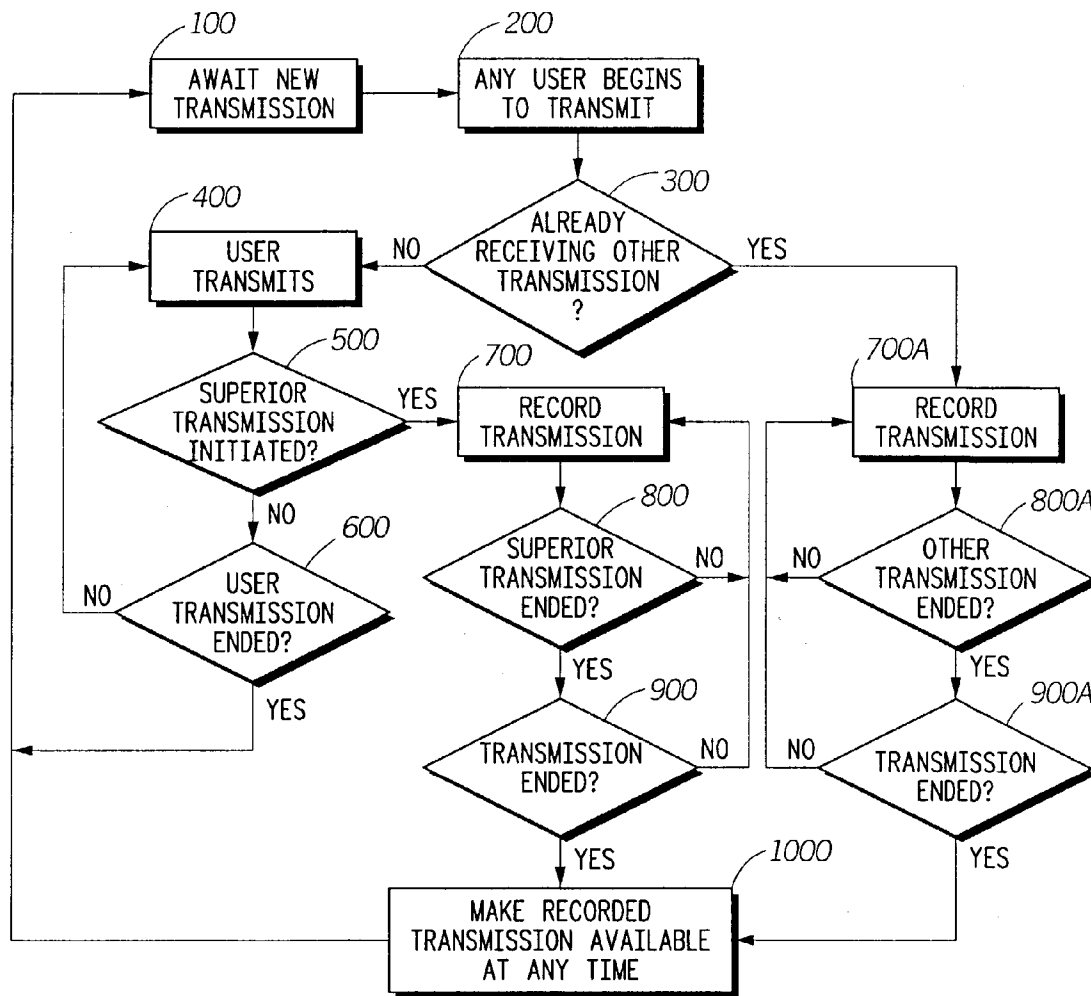 100
AWAIT NEW
TRANSMISSION
200
ANY USER BEGINS
TO TRANSMIT
300
ALREADY
RECEIVING OTHER
TRANSMISSION
?
NO
YES
400
USER
TRANSMITS
500
SUPERIOR
TRANSMISSION
INITIATED?
YES
NO
600
USER
TRANSMISSION
ENDED?
NO
YES
700
RECORD
TRANSMISSION
800
SUPERIOR
TRANSMISSION
ENDED?
NO
YES
900
TRANSMISSION
ENDED?
NO
YES
700A
RECORD
TRANSMISSION
800A
OTHER
TRANSMISSION
ENDED?
NO
YES
900A
TRANSMISSION
ENDED?
NO
YES
1000
MAKE RECORDED
TRANSMISSION AVAILABLE
AT ANY TIME